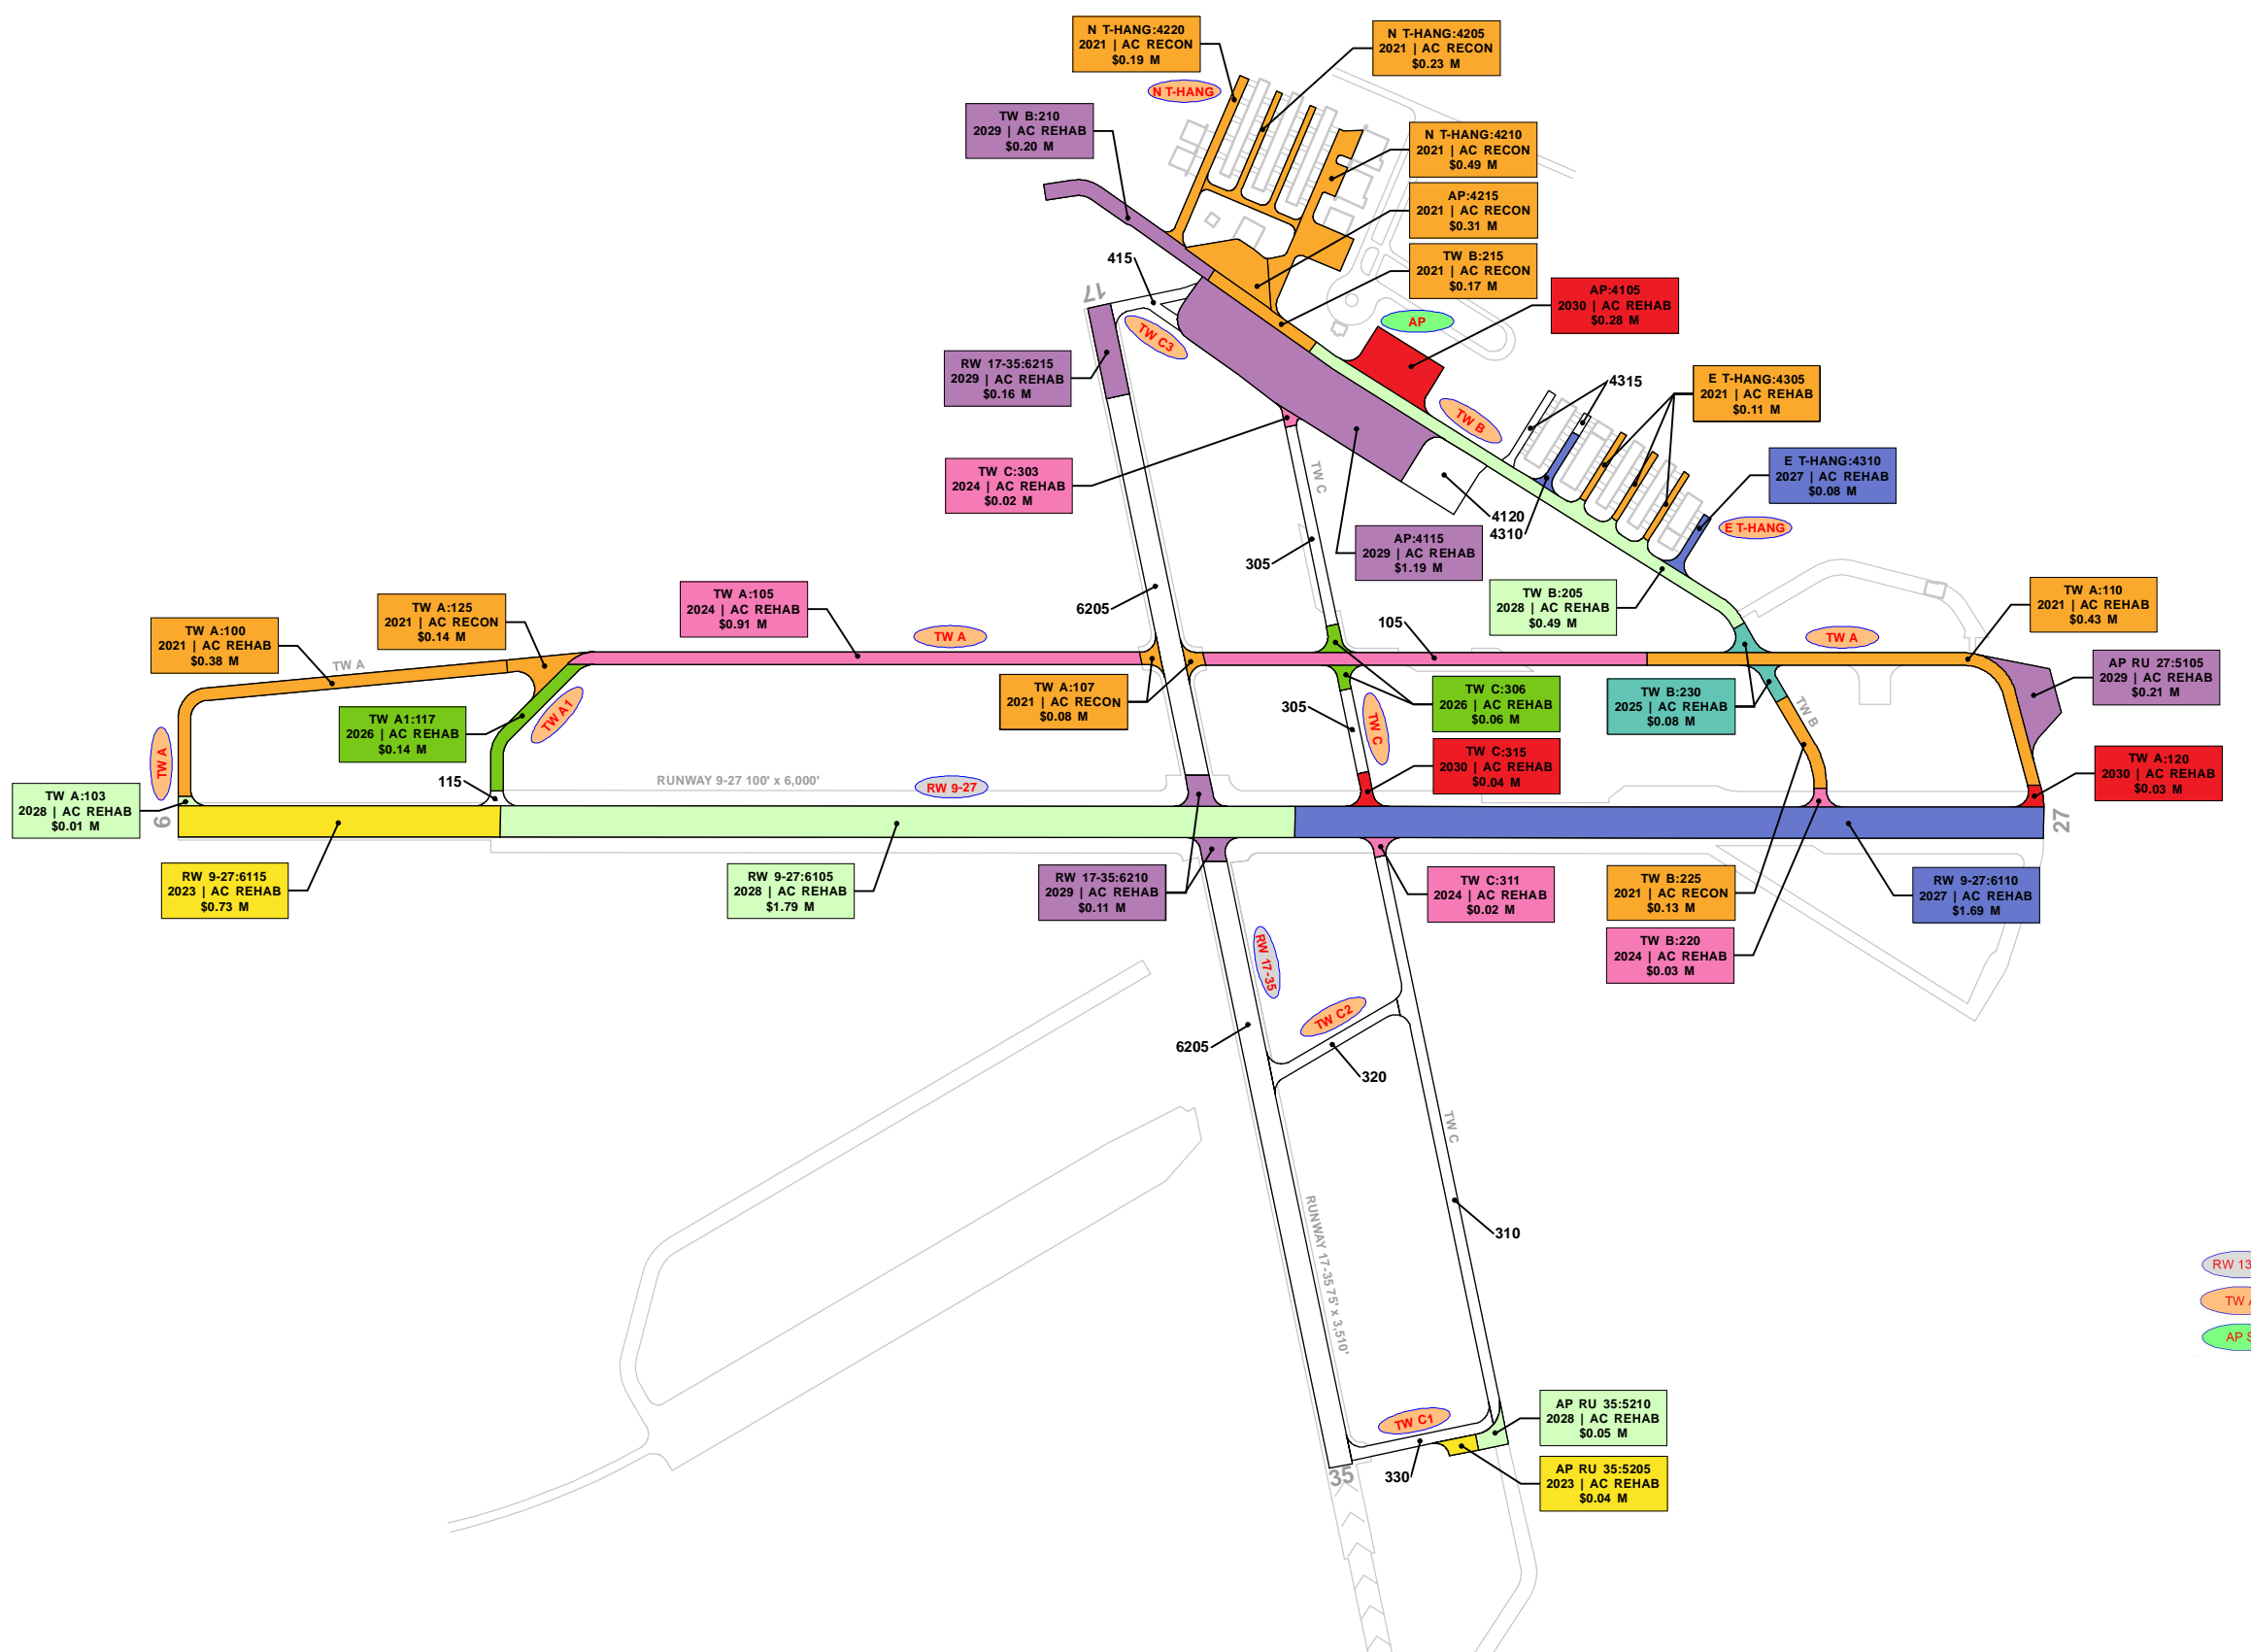 N T-HANG:4220
2021 | AC RECON
$0.19 M
N T-HANG:4205
2021 | AC RECON
$0.23 M
N T-HANG
TW B:210
2029 | AC REHAB
$0.20 M
N T-HANG:4210
2021 | AC RECON
$0.49 M
AP:4215
2021 | AC RECON
$0.31 M
TW B:215
2021 | AC RECON
$0.17 M
415
17
AP:4105
2030 | AC REHAB
$0.28 M
AP
TW C3
RW 17-35:6215
2029 | AC REHAB
$0.16 M
4315
E T-HANG:4305
2021 | AC REHAB
$0.11 M
TW B
TW C:303
2024 | AC REHAB
$0.02 M
TW C
E T-HANG:4310
2027 | AC REHAB
$0.08 M
4120
4310
E T-HANG
AP:4115
2029 | AC REHAB
$1.19 M
305
TW B:205
2028 | AC REHAB
$0.49 M
TW A:110
2021 | AC REHAB
$0.43 M
TW A:105
2024 | AC REHAB
$0.91 M
6205
TW A:125
2021 | AC RECON
$0.14 M
TW A:100
2021 | AC REHAB
$0.38 M
TW A
105
TW A
TW A
AP RU 27:5105
2029 | AC REHAB
$0.21 M
TW A:107
2021 | AC RECON
$0.08 M
TW C:306
2026 | AC REHAB
$0.06 M
TW B:230
2025 | AC REHAB
$0.08 M
TW B
TW A1:117
2026 | AC REHAB
$0.14 M
TW A1
305
TW C
TW A
TW C:315
2030 | AC REHAB
$0.04 M
TW A:120
2030 | AC REHAB
$0.03 M
115
RUNWAY 9-27 100' x 6,000'
RW 9-27
TW A:103
2028 | AC REHAB
$0.01 M
9
27
RW 9-27:6115
2023 | AC REHAB
$0.73 M
RW 9-27:6105
2028 | AC REHAB
$1.79 M
RW 17-35:6210
2029 | AC REHAB
$0.11 M
TW C:311
2024 | AC REHAB
$0.02 M
TW B:225
2021 | AC RECON
$0.13 M
RW 9-27:6110
2027 | AC REHAB
$1.69 M
TW B:220
2024 | AC REHAB
$0.03 M
RW 17-35
TW C2
6205
320
TW C
310
RUNWAY 17-35 75' x 3,510'
RW 13
TW
AP S
AP RU 35:5210
2028 | AC REHAB
$0.05 M
TW C1
330
35
AP RU 35:5205
2023 | AC REHAB
$0.04 M